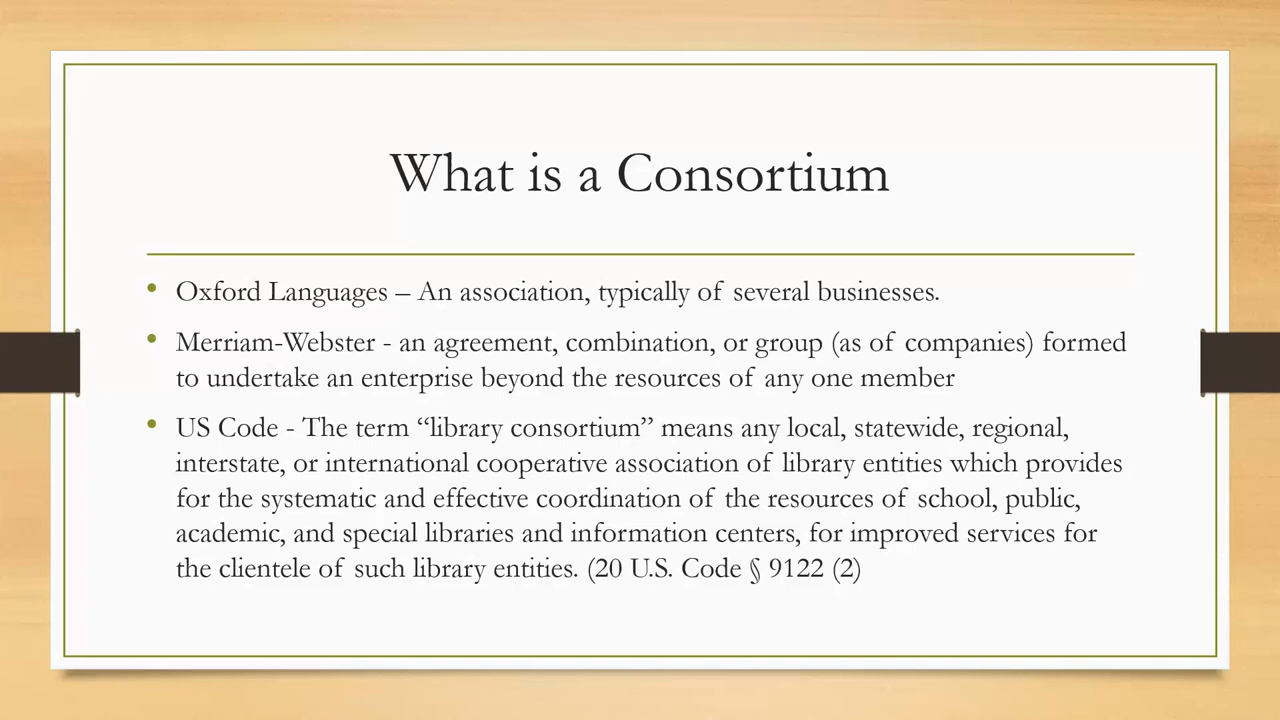 What is a Consortium
• Oxford Languages – An association, typically of several businesses.
• Merriam-Webster - an agreement, combination, or group (as of companies) formed
to undertake an enterprise beyond the resources of any one member
• US Code - The term “library consortium” means any local, statewide, regional,
interstate, or international cooperative association of library entities which provides
for the systematic and effective coordination of the resources of school, public,
academic, and special libraries and information centers, for improved services for
the clientele of such library entities. (20 U.S. Code § 9122 (2)